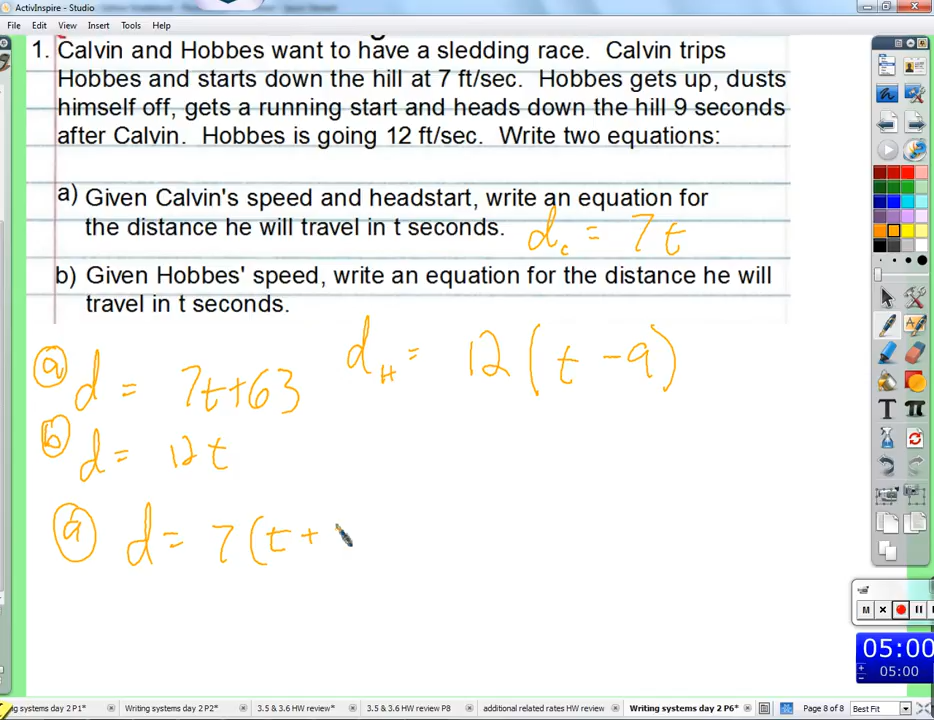 ActivInspire - Studio
File Edit View Insert Tools Help
1. Calvin and Hobbes want to have a sledding race. Calvin trips
Hobbes and starts down the hill at 7 ft/sec. Hobbes gets up, dusts
himself off, gets a running start and heads down the hill 9 seconds
after Calvin. Hobbes is going 12 ft/sec. Write two equations:
a) Given Calvin's speed and headstart, write an equation for
the distance he will travel in t seconds. d_c = 7t
b) Given Hobbes' speed, write an equation for the distance he will
travel in t seconds.
d_H = 12(t - 9)
ⓐ d = 7t+63
ⓑ d = 12t
ⓐ d = 7(t+
M
05:00
05:00
ng systems day 2 P1*
Writing systems day 2 P2*
3.5 & 3.6 HW review*
3.5 & 3.6 HW review P8
additional related rates HW review
Writing systems day 2 P6*
Page 8 of 8
Best Fit